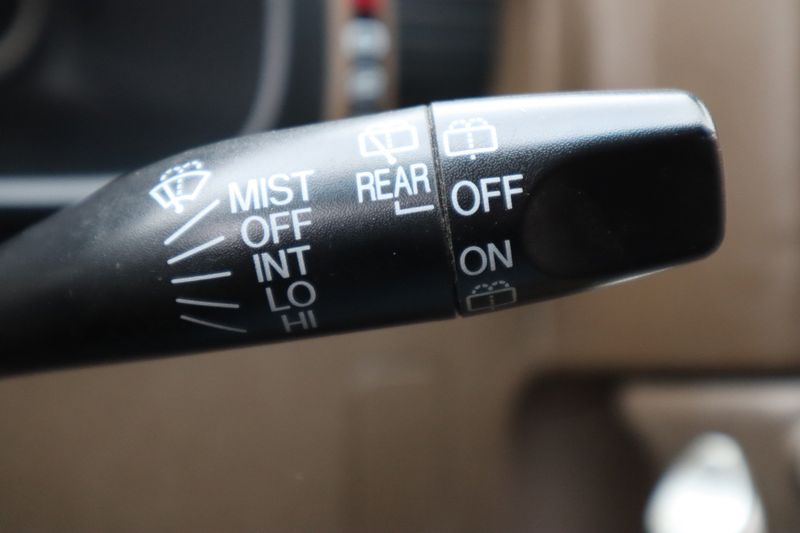 MIST
OFF
INT
LO
HI
REAR
OFF
ON